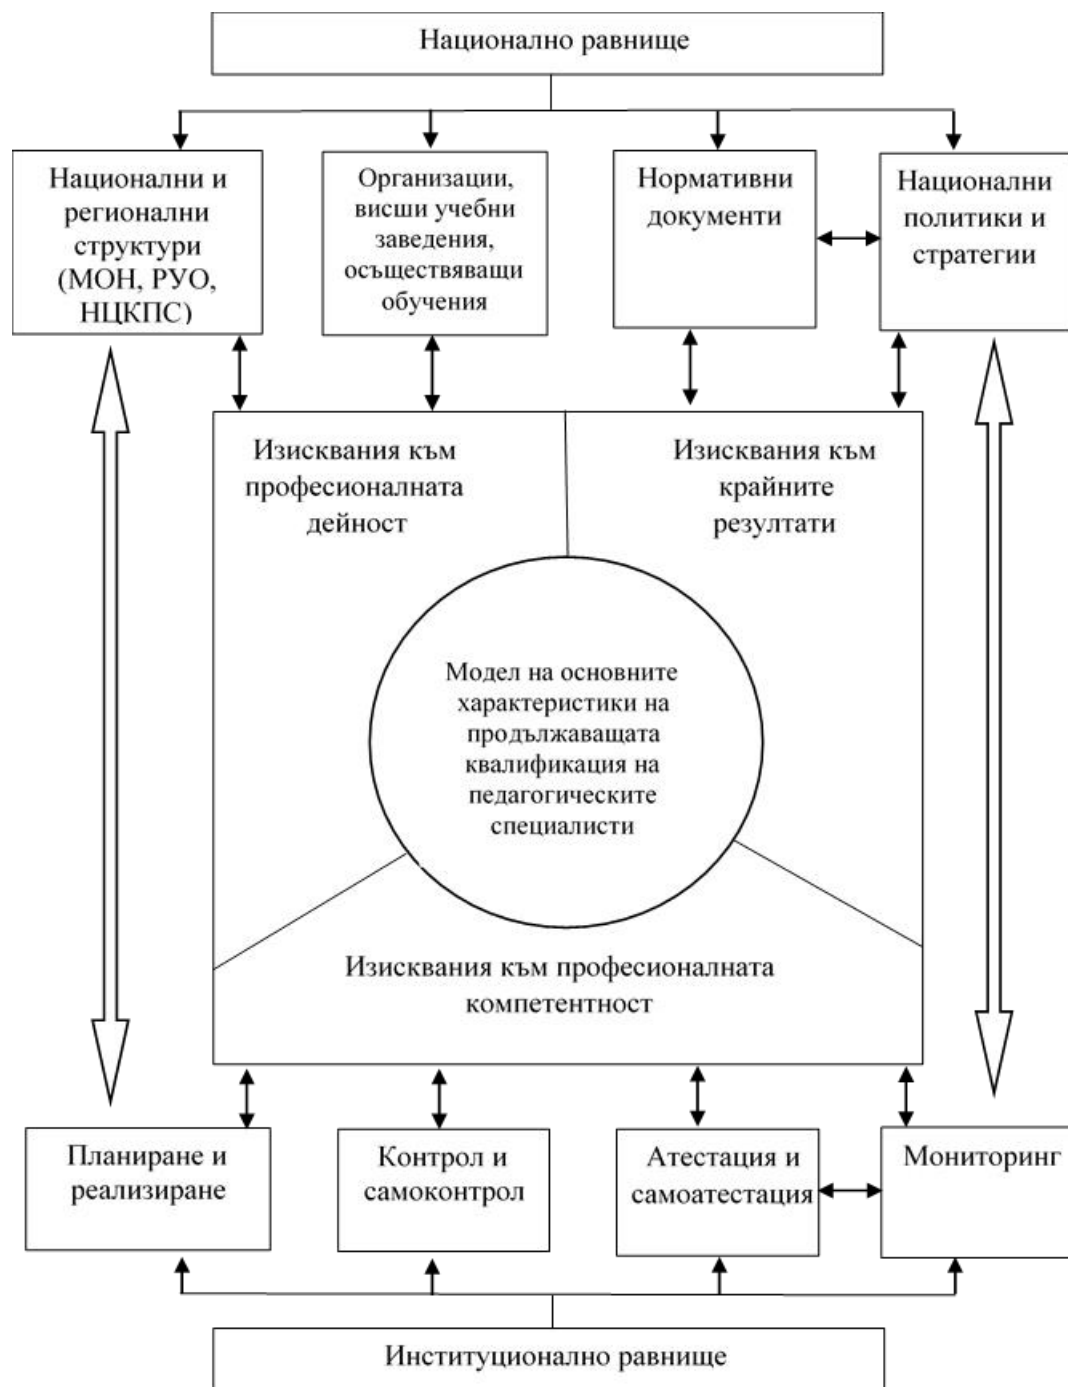 Национално равнище
Национални и
регионални
структури
(МОН, РУО,
НЦКПС)
Организации,
висши учебни
заведения,
осъществяващи
обучения
Нормативни
документи
Национални
политики и
стратегии
Изисквания към
професионалната
дейност
Изисквания към
крайните
резултати
Модел на основните
характеристики на
продължаващата
квалификация на
педагогическите
специалисти
Изисквания към професионалната
компетентност
Планиране и
реализиране
Контрол и
самоконтрол
Атестация и
самоатестация
Мониторинг
Институционално равнище